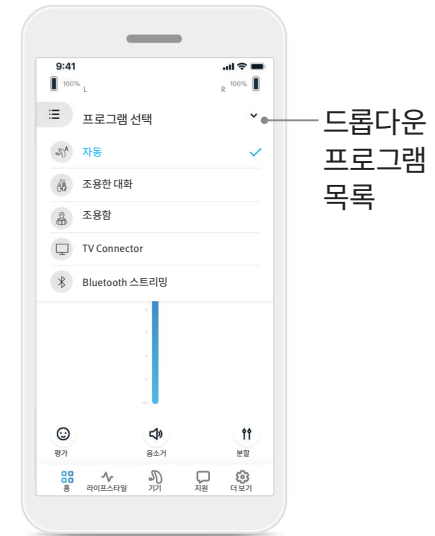 9:41
100% L
R 100%
프로그램 선택
자동
조용한 대화
조용함
TV Connector
Bluetooth 스트리밍
평가
음소거
분할
홈
라이프스타일
기기
지원
더 보기
드롭다운
프로그램
목록